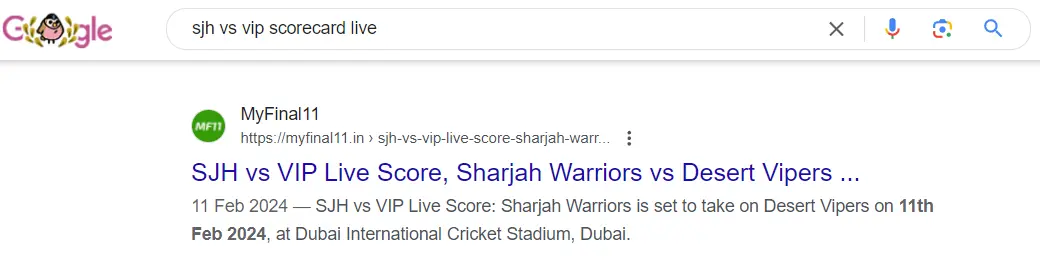 Google
sjh vs vip scorecard live
MyFinal11
MF11
https://myfinal11.in › sjh-vs-vip-live-score-sharjah-warr...
SJH vs VIP Live Score, Sharjah Warriors vs Desert Vipers ...
11 Feb 2024 — SJH vs VIP Live Score: Sharjah Warriors is set to take on Desert Vipers on 11th
Feb 2024, at Dubai International Cricket Stadium, Dubai.